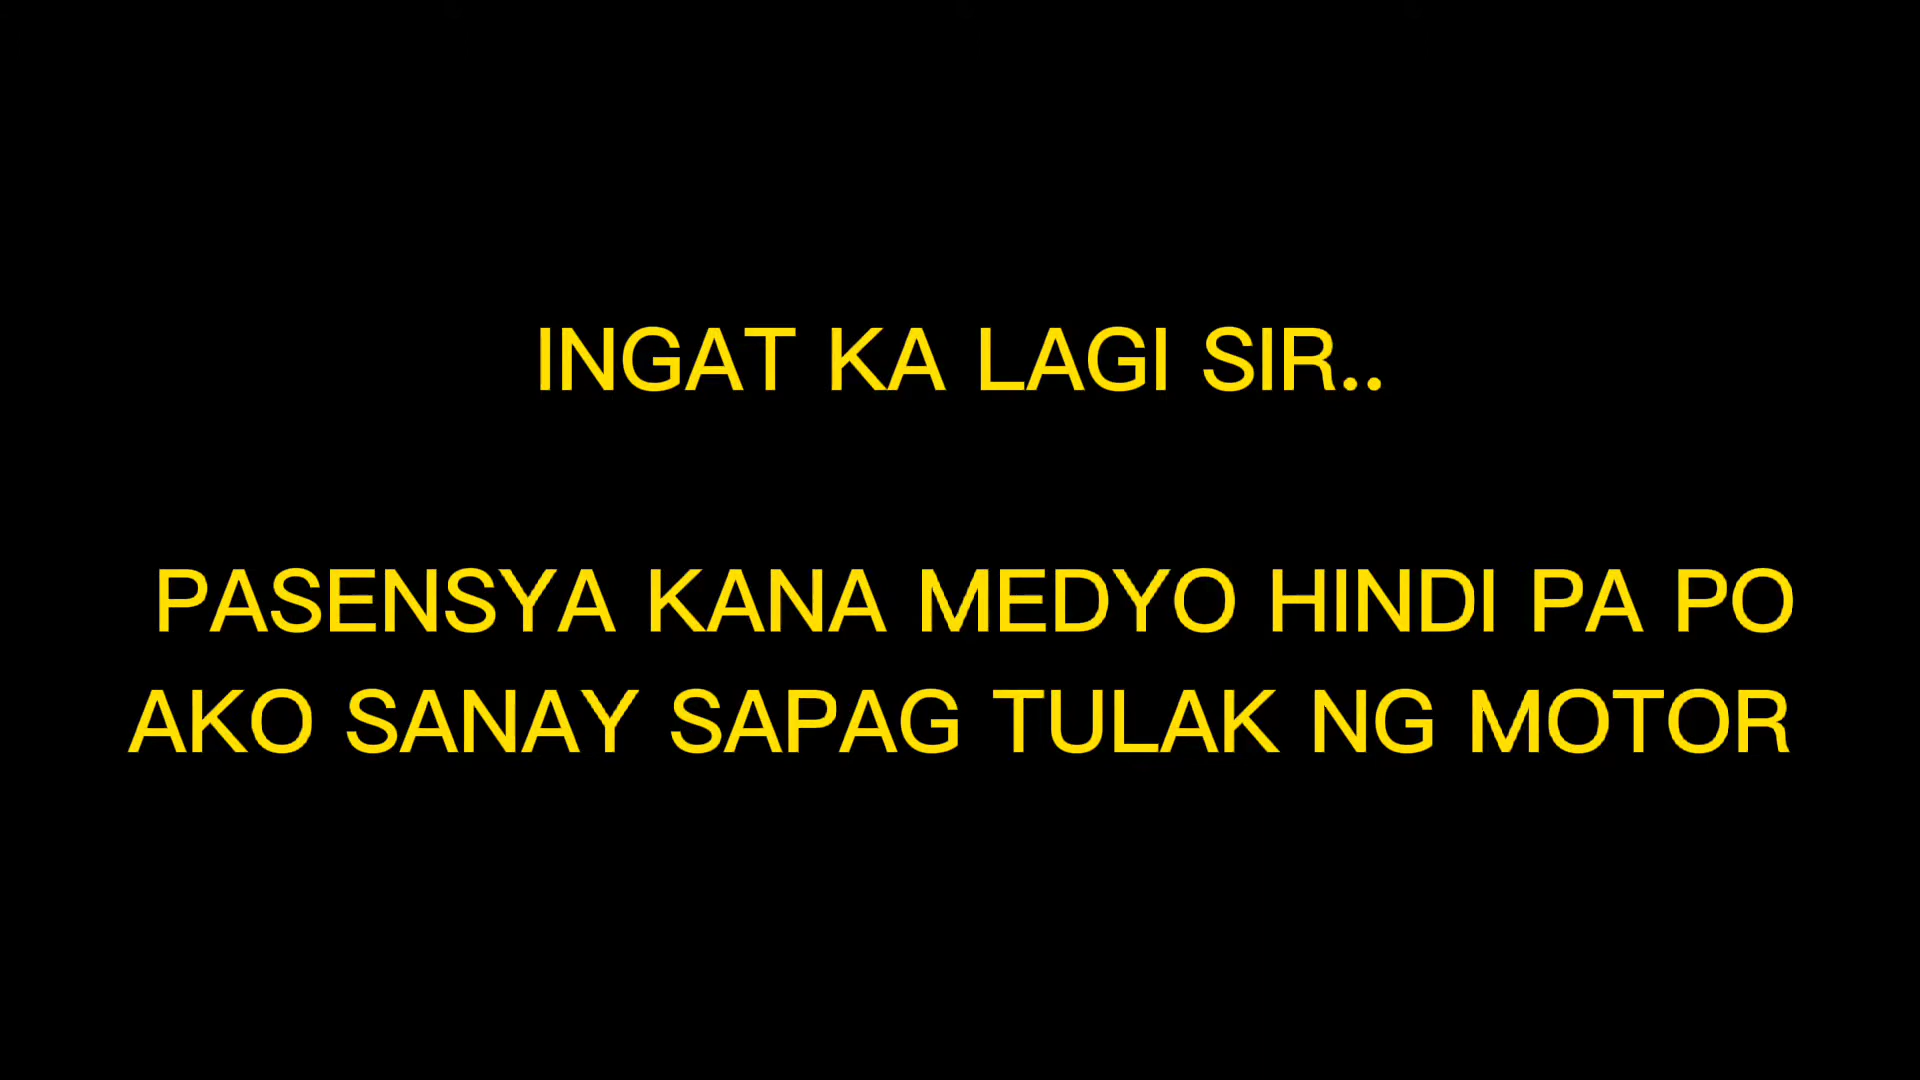 INGAT KA LAGI SIR..
PASENSYA KANA MEDYO HINDI PA PO
AKO SANAY SAPAG TULAK NG MOTOR